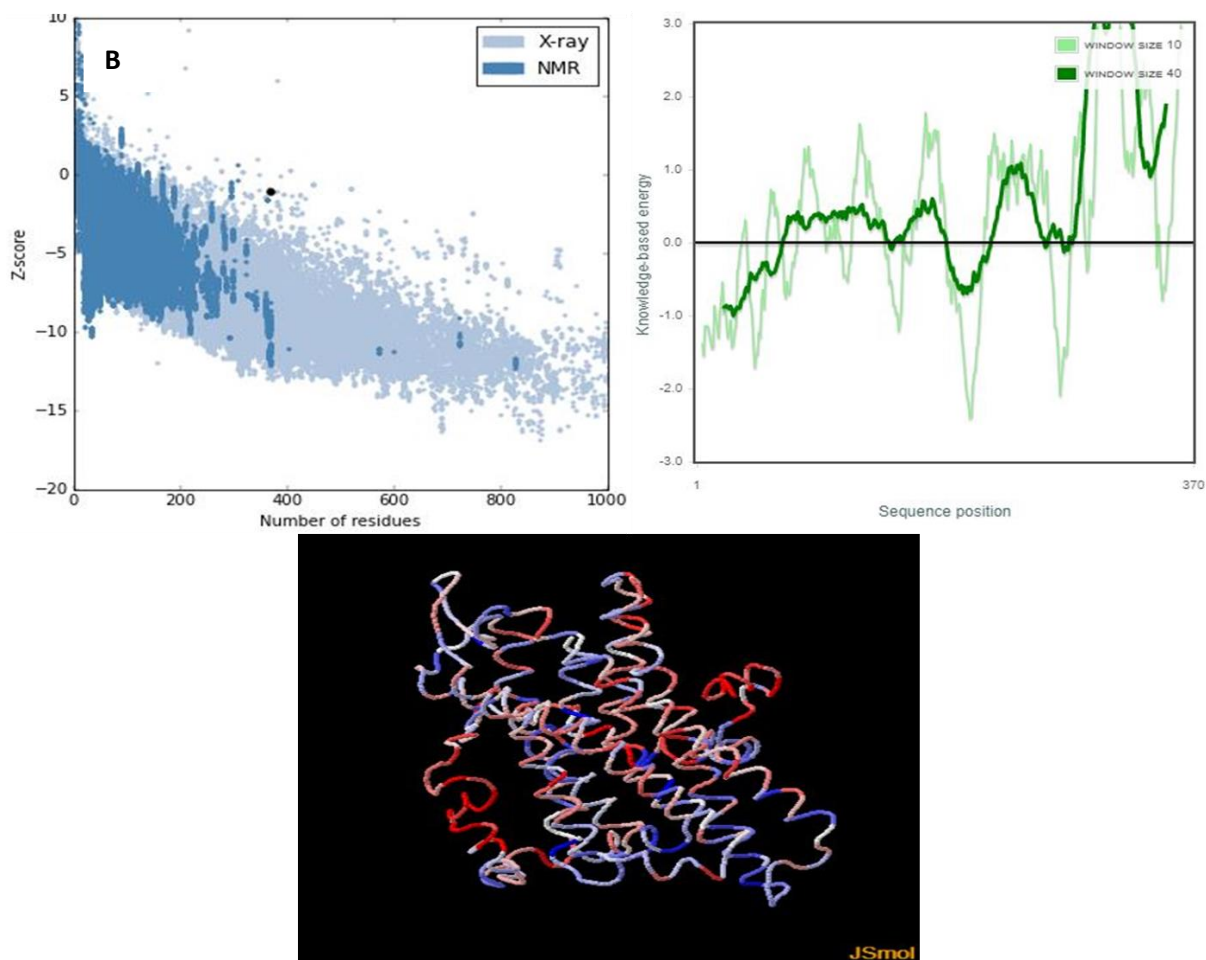 B
X-ray
NMR
10
5
0
−5
−10
−15
−20
Z-score
0
200
400
600
800
1000
Number of residues
WINDOW SIZE 10
WINDOW SIZE 40
3.0
2.0
1.0
0.0
-1.0
-2.0
-3.0
Knowledge-based energy
1
370
Sequence position
JSmol